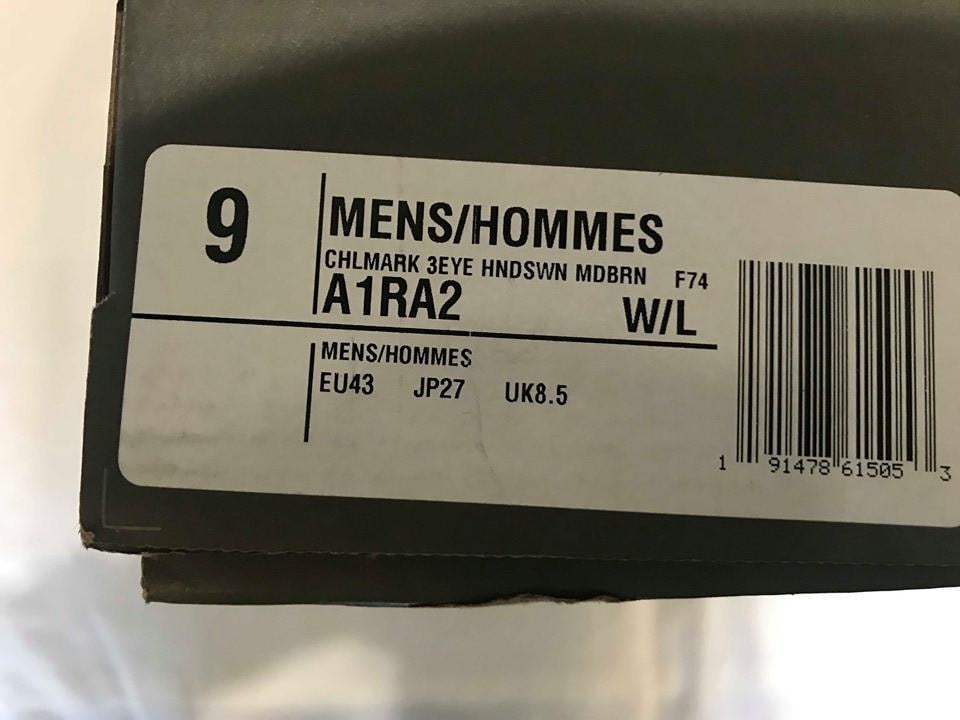 9
MENS/HOMMES
CHLMARK 3EYE HNDSWN MDBRN F74
A1RA2 W/L
MENS/HOMMES
EU43 JP27 UK8.5
1 91478 61505 3